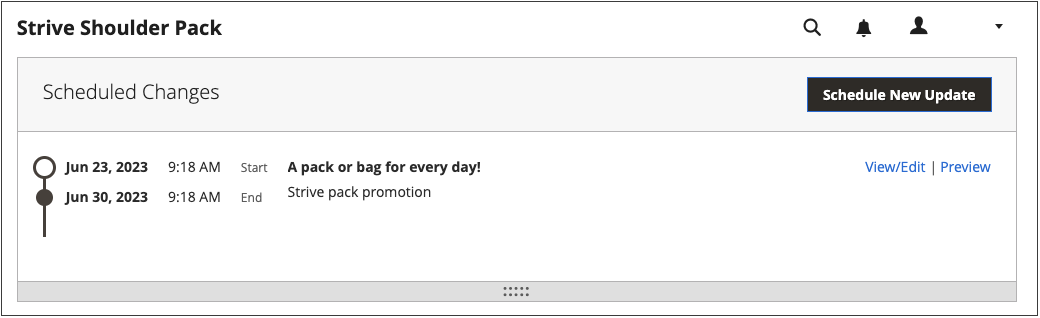 Strive Shoulder Pack
Scheduled Changes
Schedule New Update
Jun 23, 2023 9:18 AM Start A pack or bag for every day! View/Edit | Preview
Jun 30, 2023 9:18 AM End Strive pack promotion